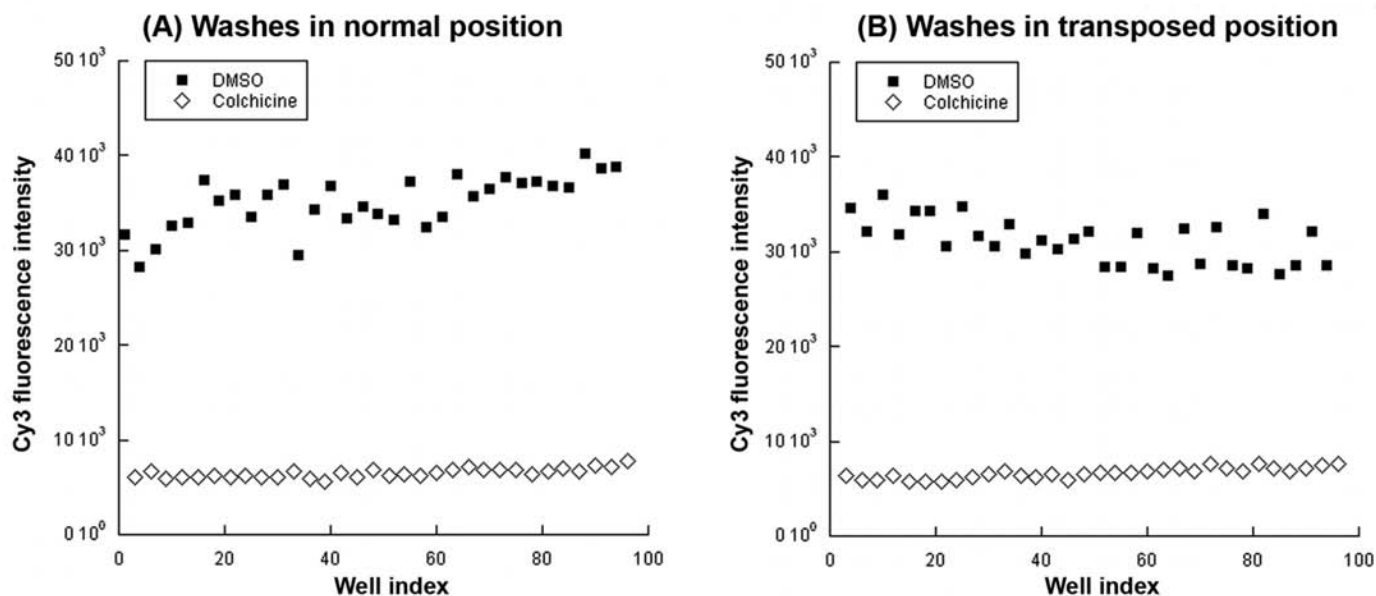 (A) Washes in normal position
50 10³
40 10³
30 10³
20 10³
10 10³
0 10⁰
Cy3 fluorescence intensity
DMSO
Colchicine
0 20 40 60 80 100
Well index
(B) Washes in transposed position
50 10³
40 10³
30 10³
20 10³
10 10³
0 10⁰
Cy3 fluorescence intensity
DMSO
Colchicine
0 20 40 60 80 100
Well index